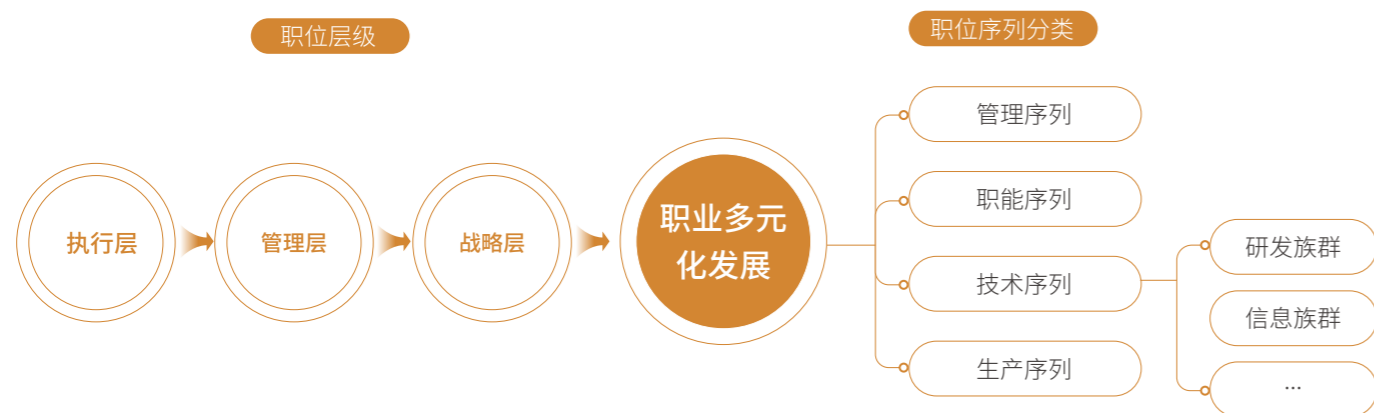 职位层级
职位序列分类
执行层
管理层
战略层
职业多元
化发展
管理序列
职能序列
技术序列
生产序列
研发族群
信息族群
...